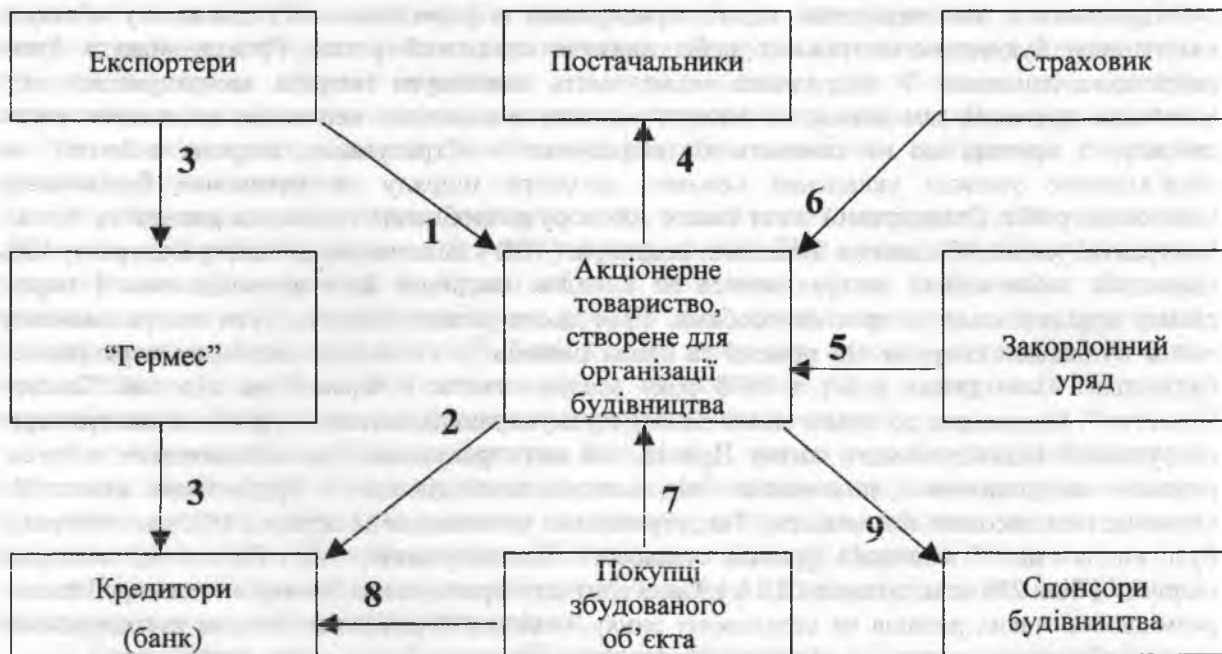 Експортери
Постачальники
Страховик
3
1
4
6
“Гермес”
Акціонерне
товариство,
створене для
організації
будівництва
5
Закордонний
уряд
3
2
7
9
Кредитори
(банк)
8
Покупці
збудованого
об’єкта
Спонсори
будівництва